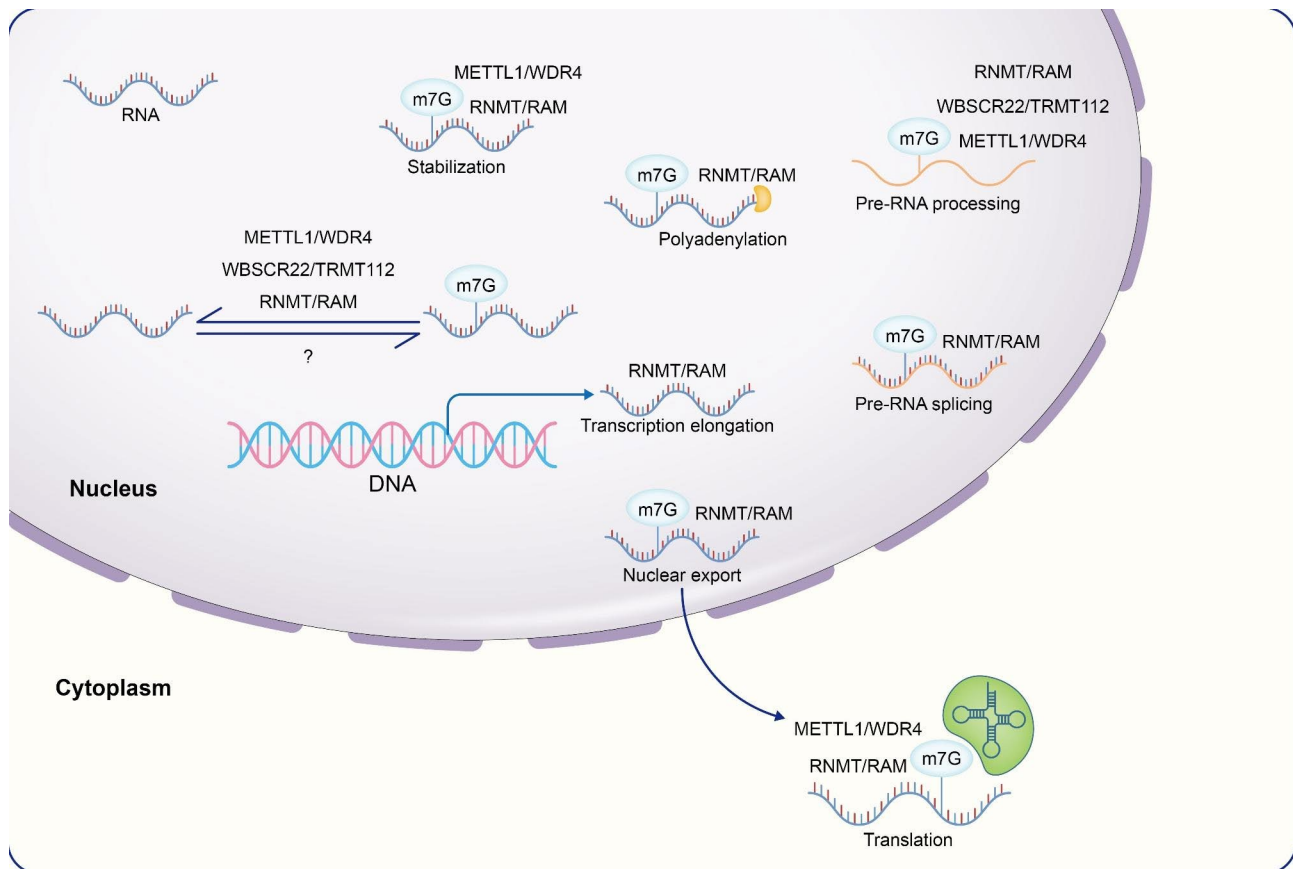 RNA
METTL1/WDR4
m7G
RNMT/RAM
Stabilization
m7G
RNMT/RAM
Polyadenylation
RNMT/RAM
WBSCR22/TRMT112
m7G
METTL1/WDR4
Pre-RNA processing
METTL1/WDR4
WBSCR22/TRMT112
RNMT/RAM
?
m7G
m7G
RNMT/RAM
Pre-RNA splicing
RNMT/RAM
Transcription elongation
DNA
Nucleus
m7G
RNMT/RAM
Nuclear export
Cytoplasm
METTL1/WDR4
RNMT/RAM
m7G
Translation